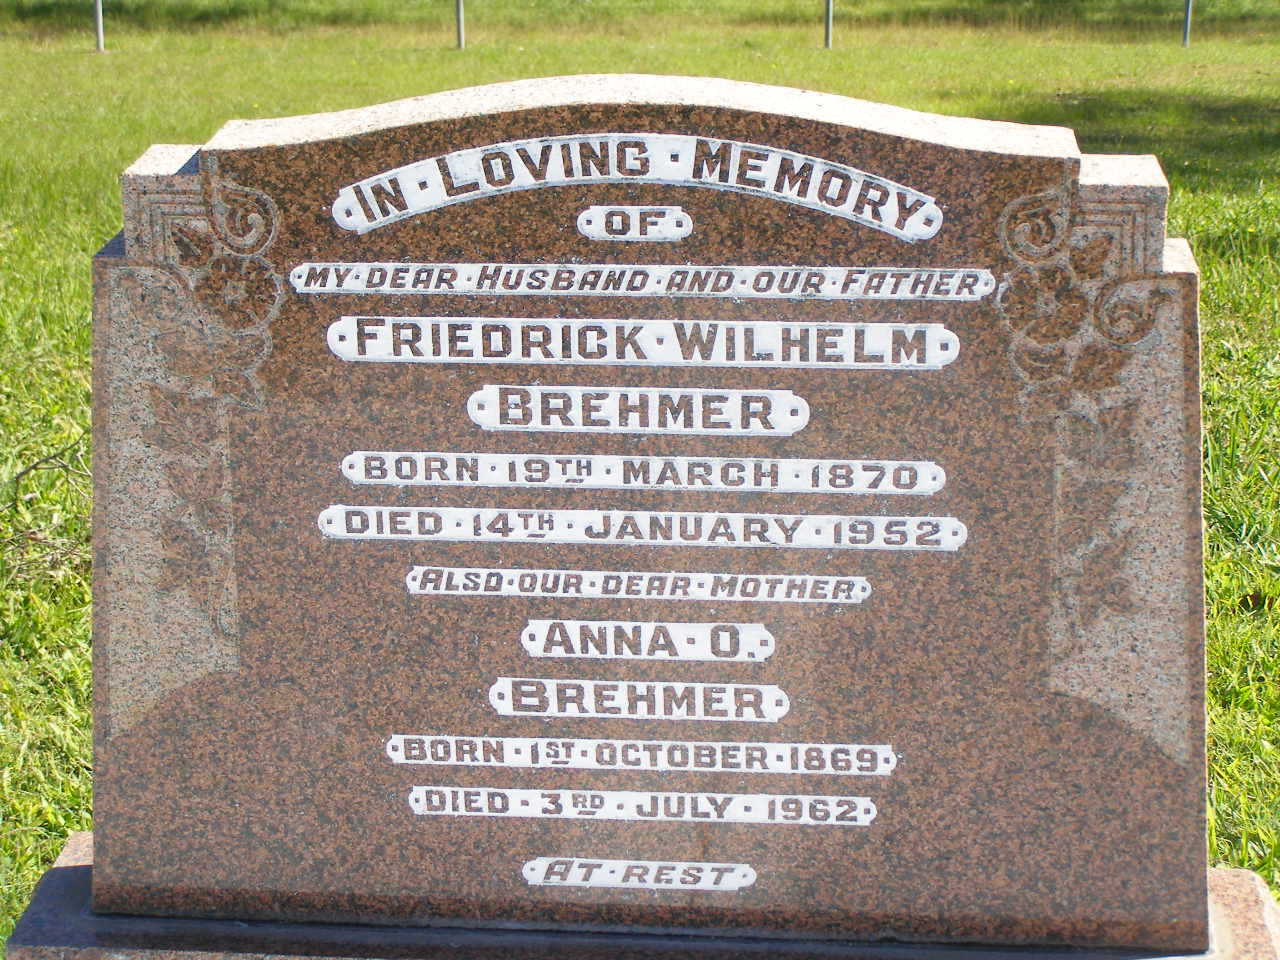 IN · LOVING · MEMORY
OF
MY · DEAR · HUSBAND · AND · OUR · FATHER
FRIEDRICK · WILHELM
BREHMER
BORN · 19TH · MARCH · 1870
DIED · 14TH · JANUARY · 1952
ALSO · OUR · DEAR · MOTHER
ANNA · O.
BREHMER
BORN · 1ST · OCTOBER · 1869
DIED · 3RD · JULY · 1962
AT · REST